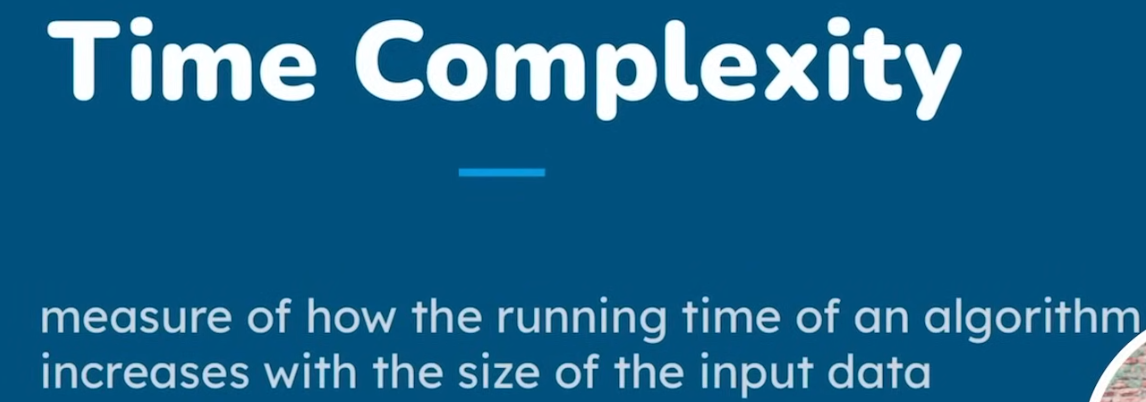 Time Complexity
measure of how the running time of an algorithm
increases with the size of the input data